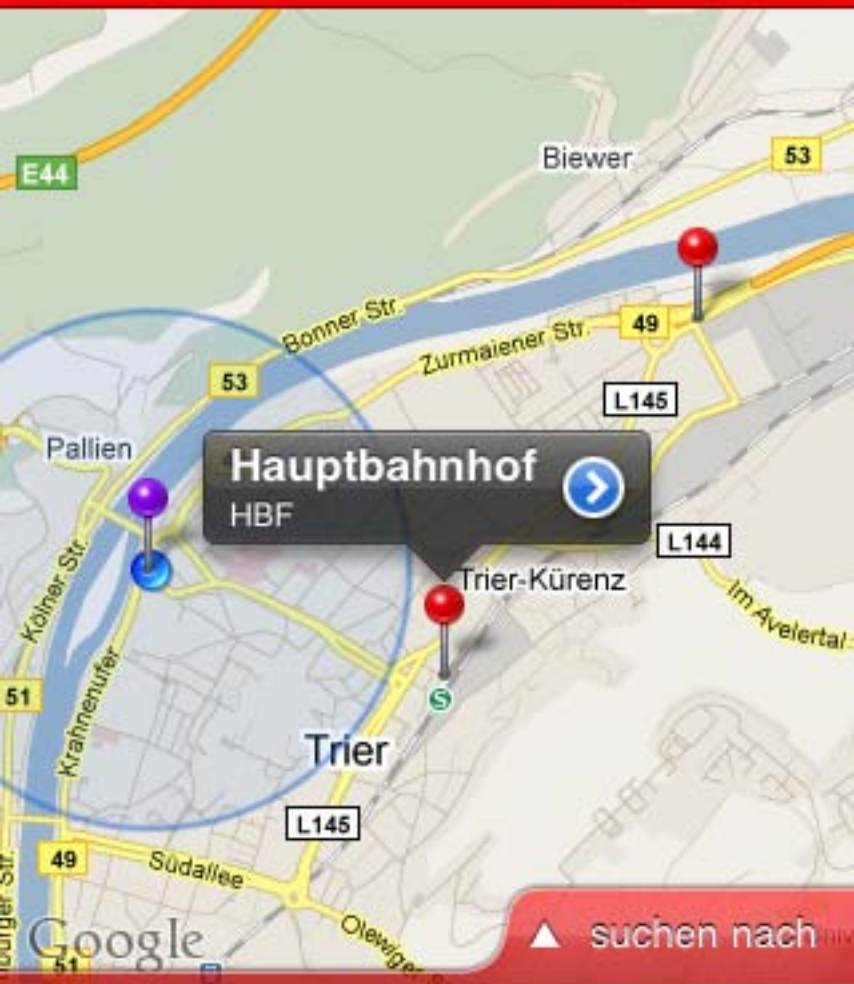 Biewer
53
E44
Bonner Str.
49
Zurmaiener Str.
53
L145
Pallien
Hauptbahnhof
HBF
L144
Trier-Kürenz
Kölner Str.
Im Avelertal
51
Krahnenufer
S
Trier
L145
49
Südallee
Olewiger
Google
suchen nach
51